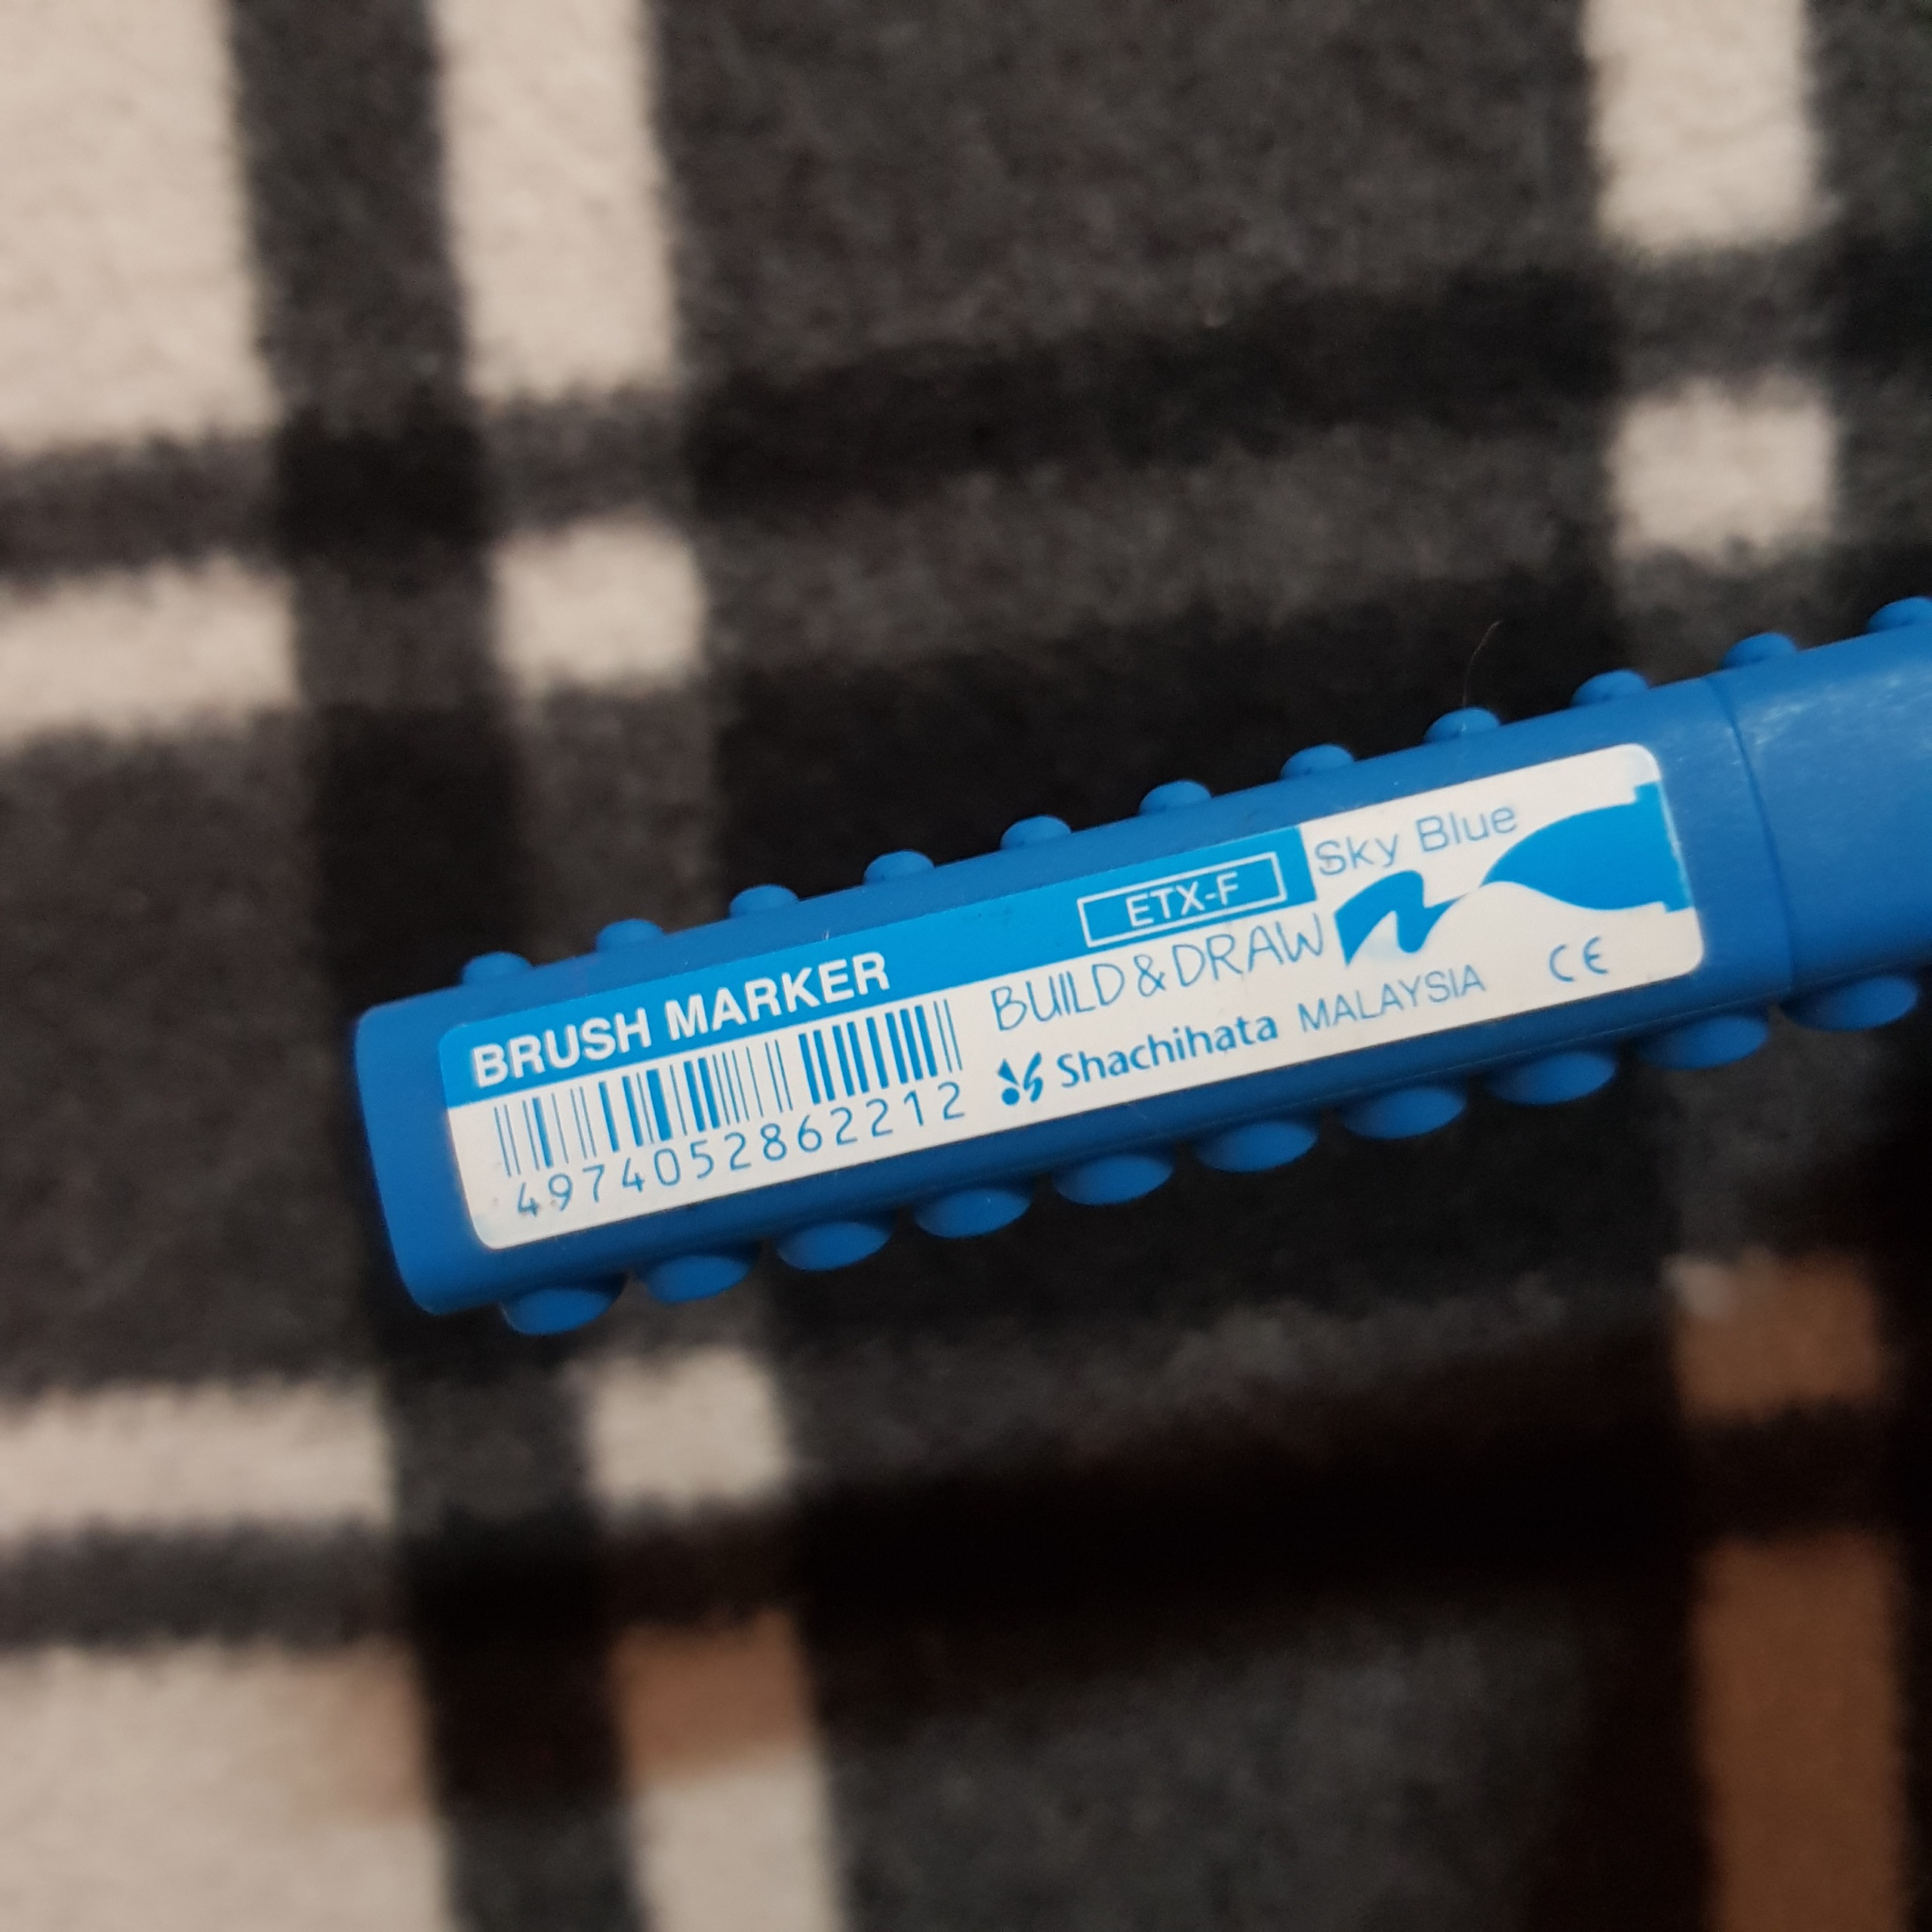 BRUSH MARKER ETX-F Sky Blue
BUILD & DRAW
Shachihata MALAYSIA CE
4974052862212